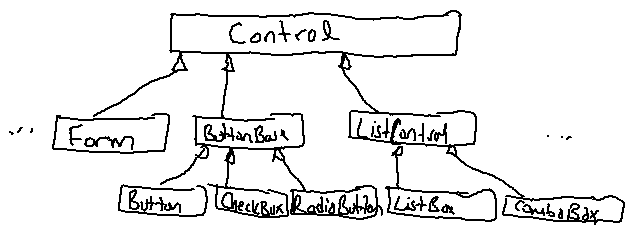 Control
... Form ButtonBase ListControl ...
Button CheckBox RadioButton ListBox ComboBox